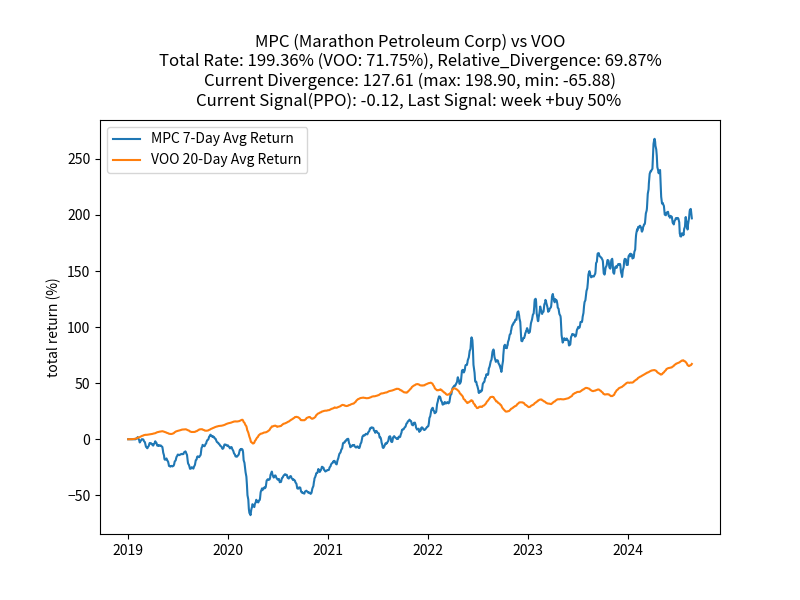 MPC (Marathon Petroleum Corp) vs VOO
Total Rate: 199.36% (VOO: 71.75%), Relative_Divergence: 69.87%
Current Divergence: 127.61 (max: 198.90, min: -65.88)
Current Signal(PPO): -0.12, Last Signal: week +buy 50%
MPC 7-Day Avg Return
VOO 20-Day Avg Return
total return (%)
250
200
150
100
50
0
−50
2019
2020
2021
2022
2023
2024